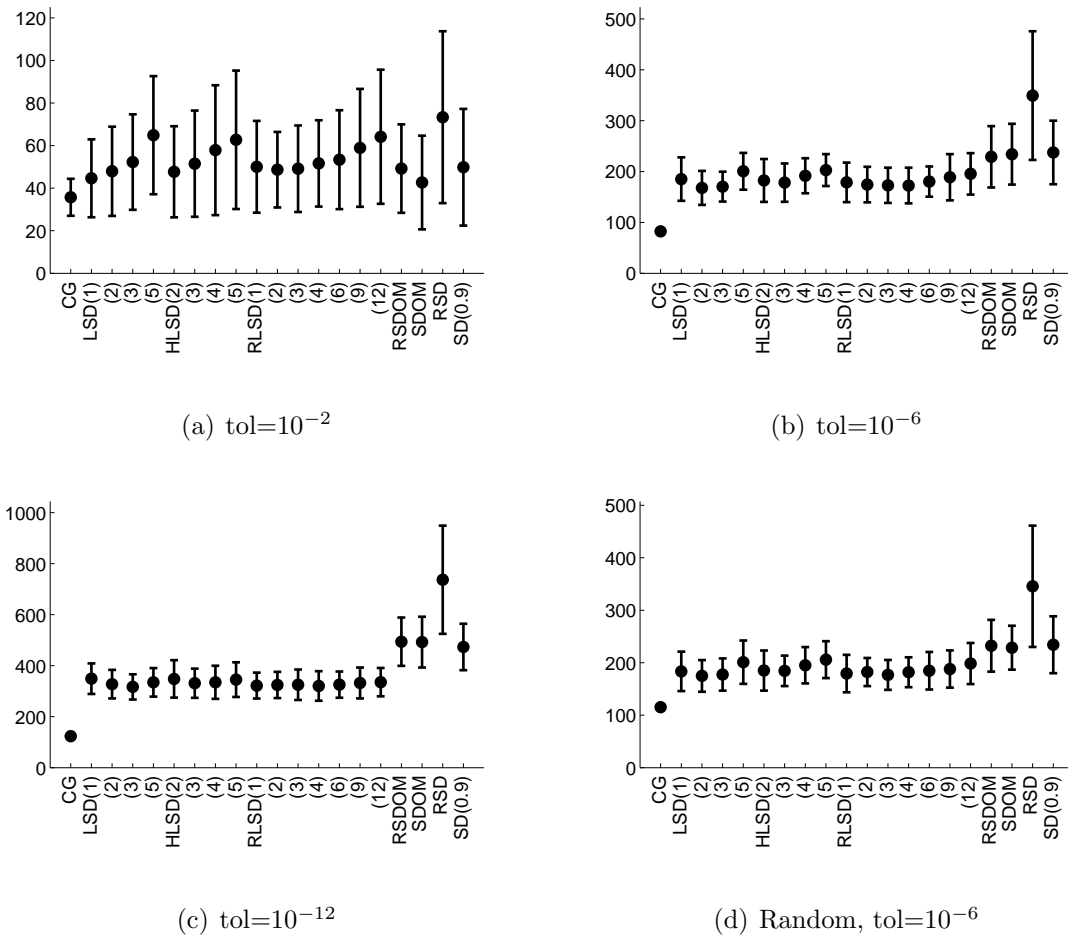 120
100
80
60
40
20
0
CG
LSD(1)
(2)
(3)
(5)
HLSD(2)
(3)
(4)
(5)
RLSD(1)
(2)
(3)
(4)
(6)
(9)
(12)
RSDOM
SDOM
RSD
SD(0.9)
(a) tol=10⁻²
500
400
300
200
100
0
CG
LSD(1)
(2)
(3)
(5)
HLSD(2)
(3)
(4)
(5)
RLSD(1)
(2)
(3)
(4)
(6)
(9)
(12)
RSDOM
SDOM
RSD
SD(0.9)
(b) tol=10⁻⁶
1000
800
600
400
200
0
CG
LSD(1)
(2)
(3)
(5)
HLSD(2)
(3)
(4)
(5)
RLSD(1)
(2)
(3)
(4)
(6)
(9)
(12)
RSDOM
SDOM
RSD
SD(0.9)
(c) tol=10⁻¹²
500
400
300
200
100
0
CG
LSD(1)
(2)
(3)
(5)
HLSD(2)
(3)
(4)
(5)
RLSD(1)
(2)
(3)
(4)
(6)
(9)
(12)
RSDOM
SDOM
RSD
SD(0.9)
(d) Random, tol=10⁻⁶